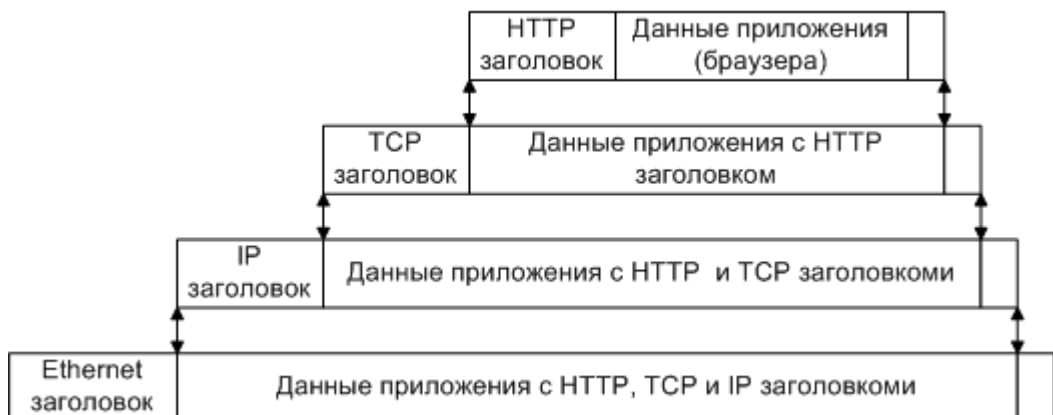 HTTP
заголовок
Данные приложения
(браузера)
TCP
заголовок
Данные приложения с HTTP
заголовком
IP
заголовок
Данные приложения с HTTP и TCP заголовкоми
Ethernet
заголовок
Данные приложения с HTTP, TCP и IP заголовкоми